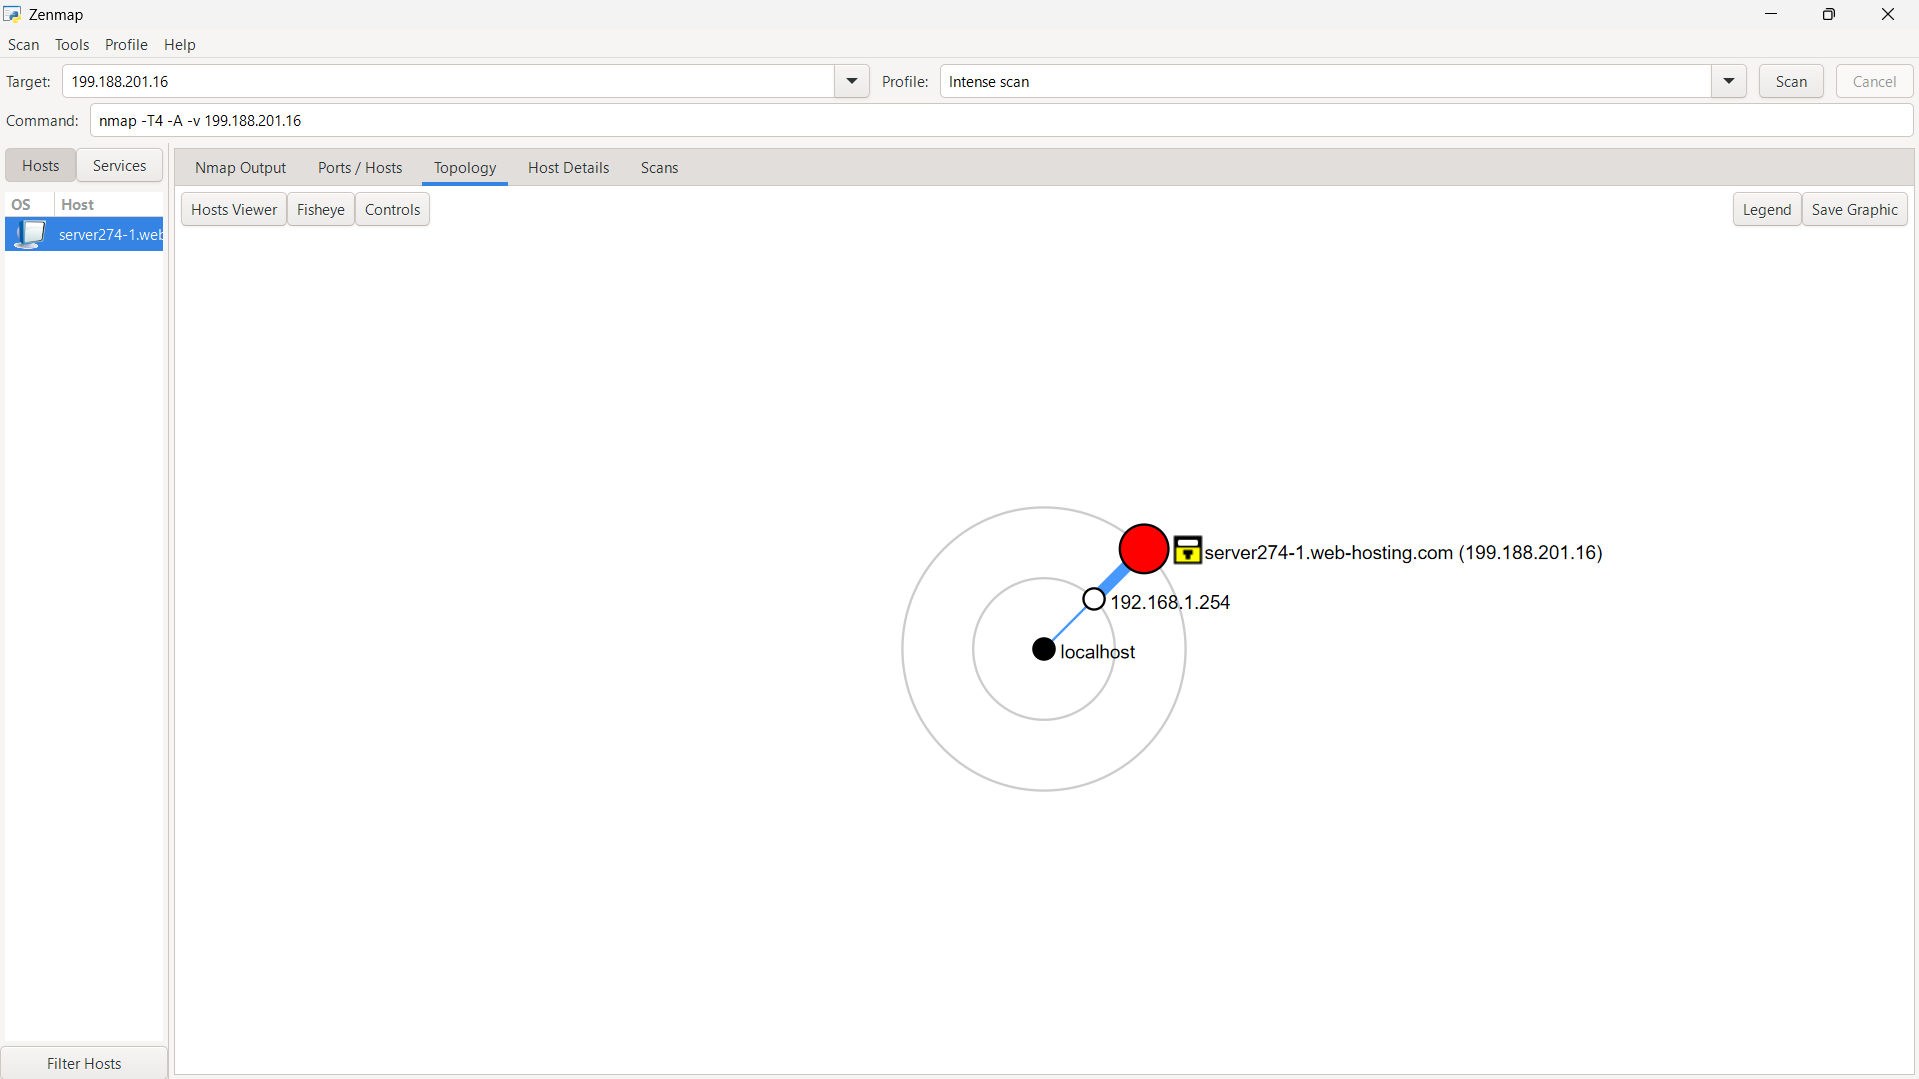 Zenmap
Scan Tools Profile Help
Target: 199.188.201.16 Profile: Intense scan Scan Cancel
Command: nmap -T4 -A -v 199.188.201.16
Hosts Services
Nmap Output Ports / Hosts Topology Host Details Scans
OS Host
server274-1.web
Hosts Viewer Fisheye Controls Legend Save Graphic
server274-1.web-hosting.com (199.188.201.16)
192.168.1.254
localhost
Filter Hosts